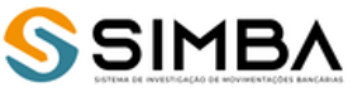 SIMBA
SISTEMA DE INVESTIGAÇÃO DE MOVIMENTAÇÕES BANCÁRIAS